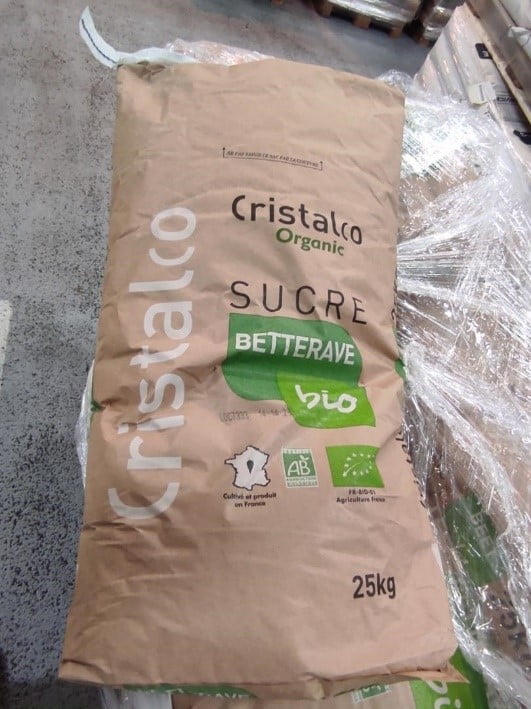 Cristalco
Cristalco
Organic
SUCRE
BETTERAVE
bio
Cultivé et produit
en France
AB
FR-BIO-01
Agriculture France
25kg